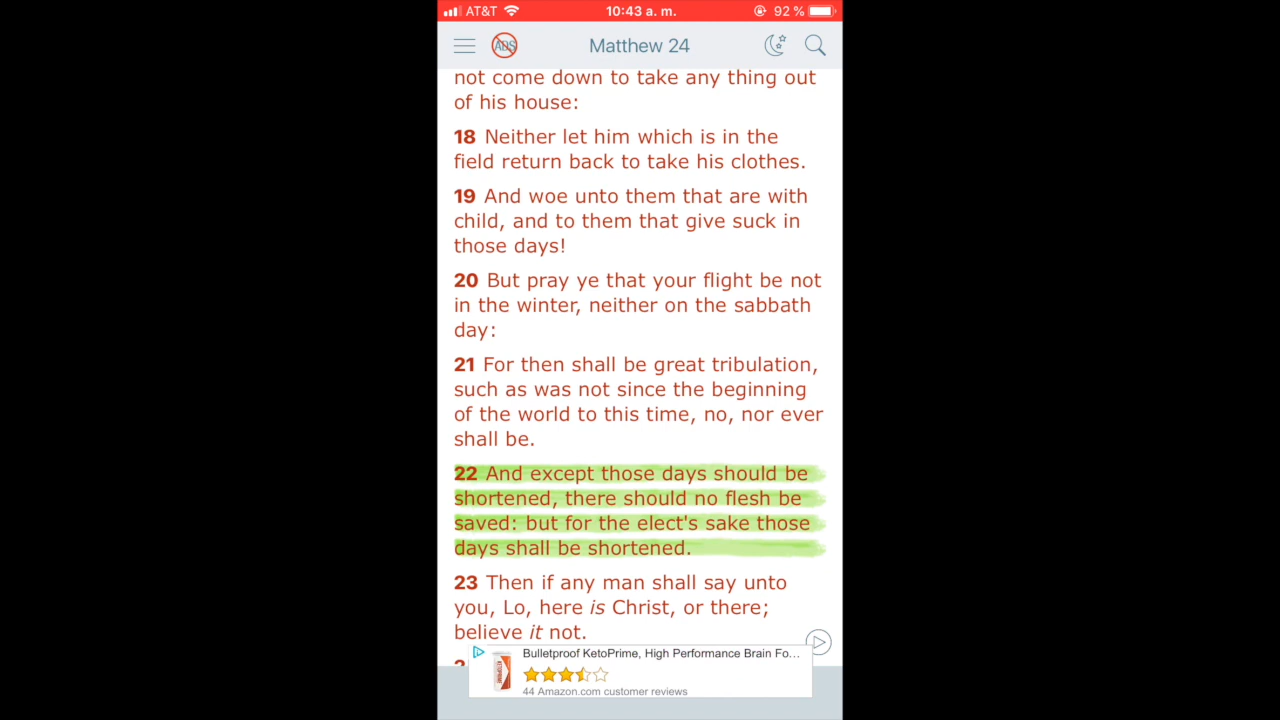 AT&T 10:43 a. m. 92 %
ADS Matthew 24
not come down to take any thing out
of his house:
18 Neither let him which is in the
field return back to take his clothes.
19 And woe unto them that are with
child, and to them that give suck in
those days!
20 But pray ye that your flight be not
in the winter, neither on the sabbath
day:
21 For then shall be great tribulation,
such as was not since the beginning
of the world to this time, no, nor ever
shall be.
22 And except those days should be
shortened, there should no flesh be
saved: but for the elect's sake those
days shall be shortened.
23 Then if any man shall say unto
you, Lo, here is Christ, or there;
believe it not.
Bulletproof KetoPrime, High Performance Brain Fo...
44 Amazon.com customer reviews